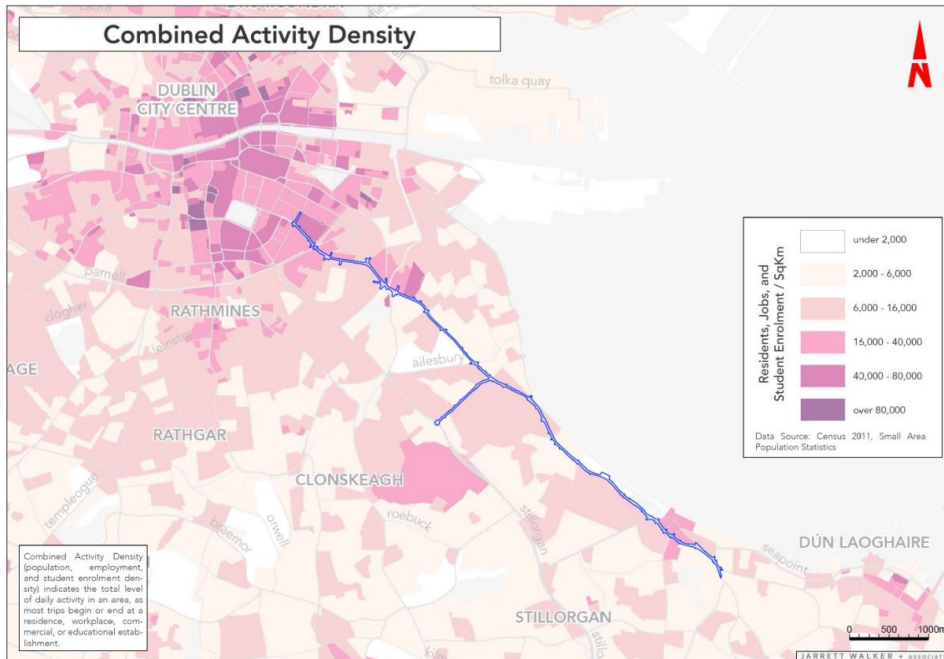 Combined Activity Density
N
tolka quay
DUBLIN
CITY CENTRE
parnell
clogher
RATHMINES
leinster
AGE
ailesbury
RATHGAR
CLONSKEAGH
templeogue
orwell
braemor
roebuck
stillorgan
seapoint
DÚN LAOGHAIRE
STILLORGAN
stillo
Residents, Jobs, and
Student Enrolment / SqKm
under 2,000
2,000 - 6,000
6,000 - 16,000
16,000 - 40,000
40,000 - 80,000
over 80,000
Data Source: Census 2011, Small Area
Population Statistics
Combined Activity Density
(population, employment,
and student enrolment den-
sity) indicates the total level
of daily activity in an area, as
most trips begin or end at a
residence, workplace, com-
mercial, or educational estab-
lishment.
0 500 1000m
JARRETT WALKER + ASSOCIATE